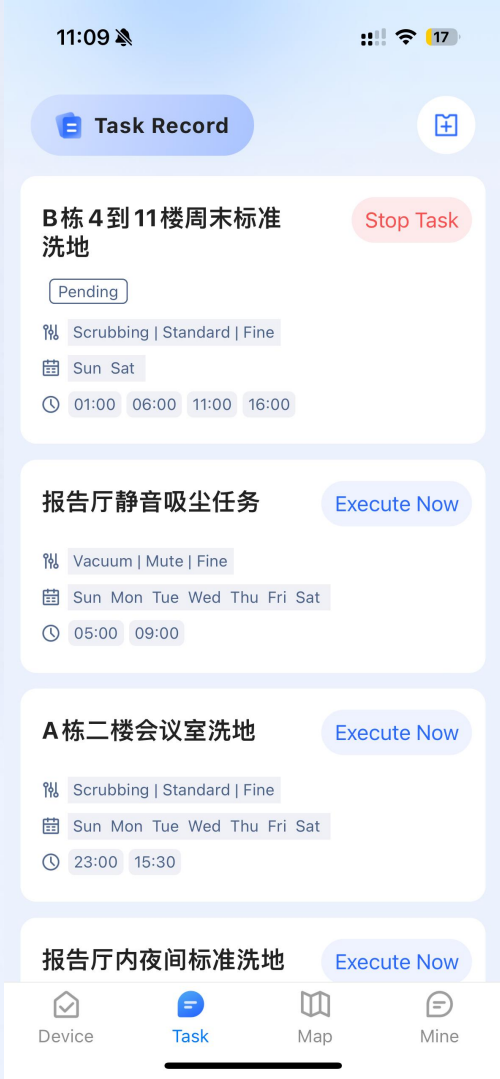 11:09
17
Task Record
B栋4到11楼周末标准
洗地
Stop Task
Pending
Scrubbing | Standard | Fine
Sun Sat
01:00 06:00 11:00 16:00
报告厅静音吸尘任务
Execute Now
Vacuum | Mute | Fine
Sun Mon Tue Wed Thu Fri Sat
05:00 09:00
A栋二楼会议室洗地
Execute Now
Scrubbing | Standard | Fine
Sun Mon Tue Wed Thu Fri Sat
23:00 15:30
报告厅内夜间标准洗地
Execute Now
Device Task Map Mine